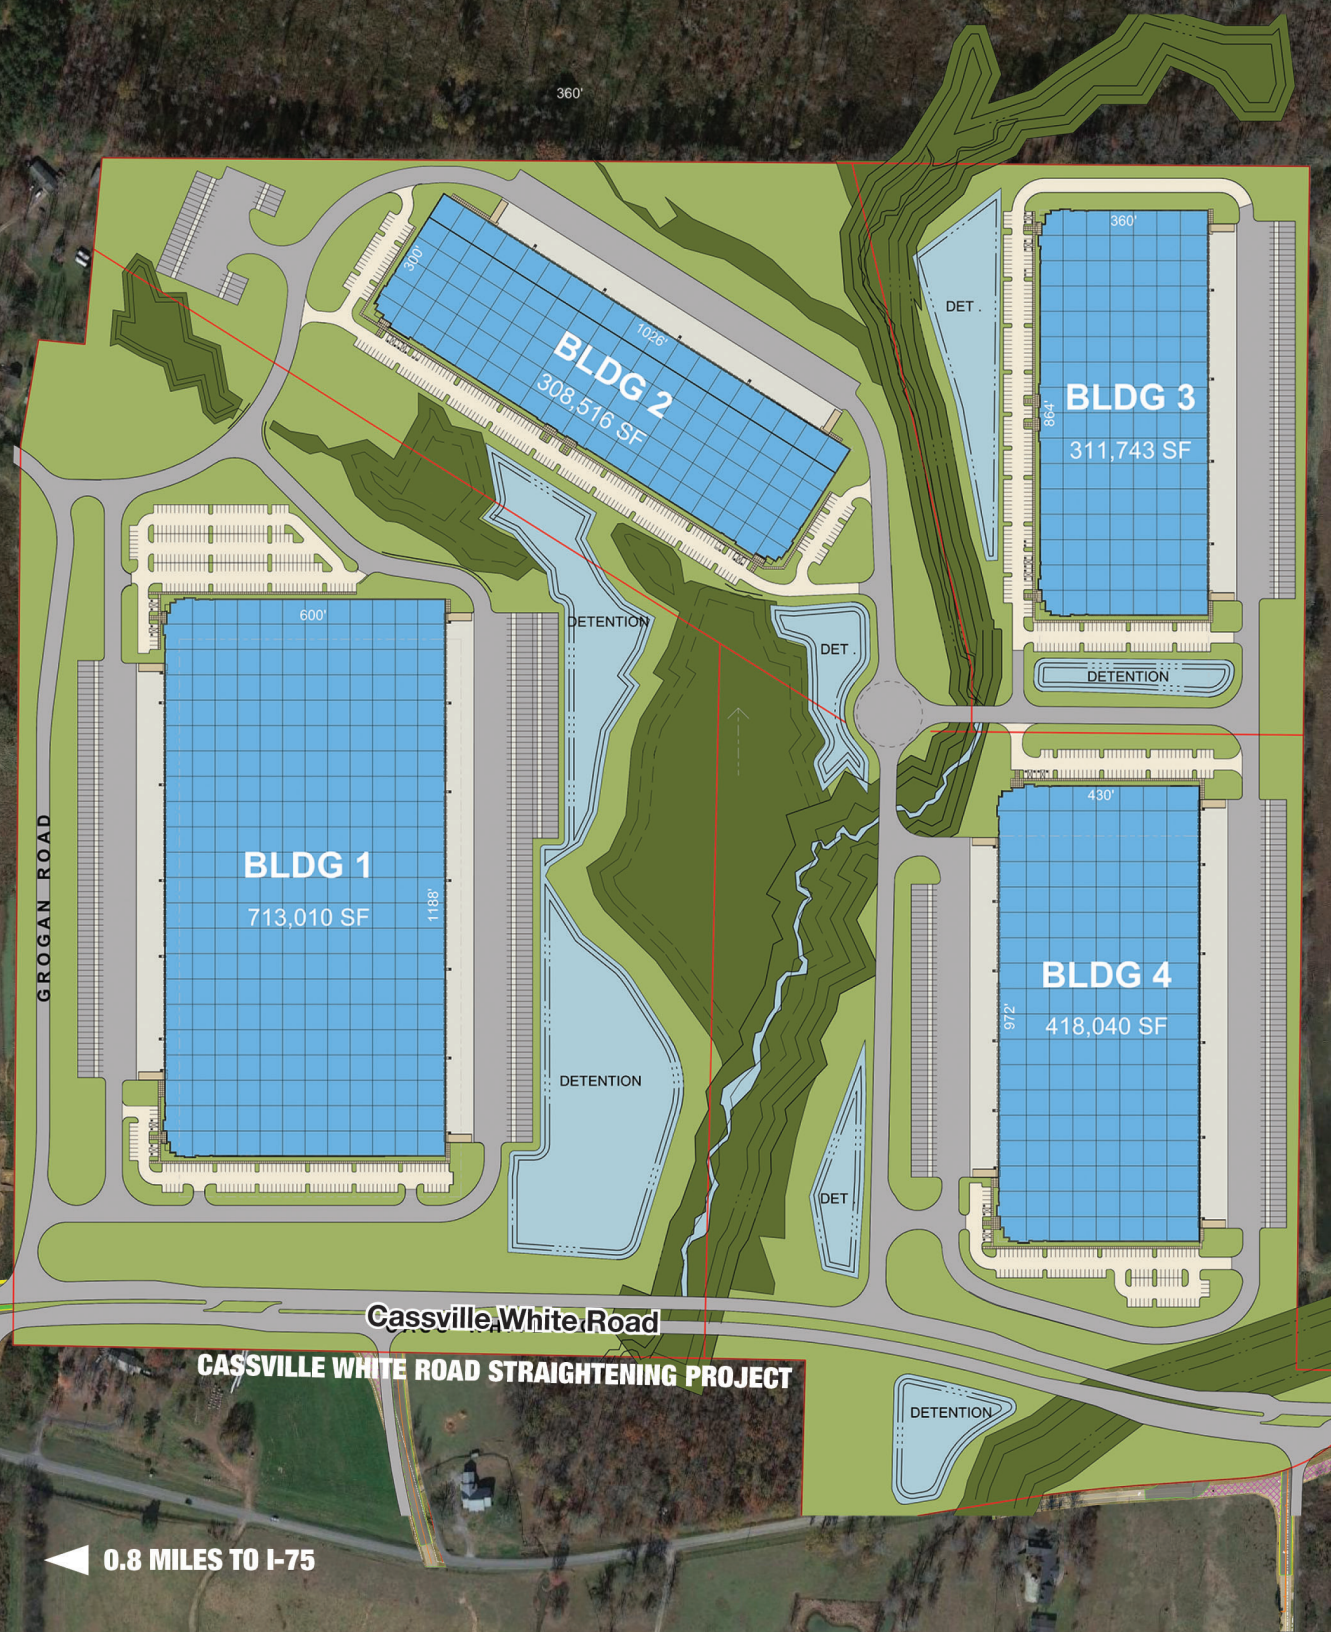 360'
360'
300'
DET .
1026'
BLDG 2
308,516 SF
BLDG 3
864'
311,743 SF
600'
DETENTION
DET .
DETENTION
430'
GROGAN ROAD
BLDG 1
1188'
713,010 SF
BLDG 4
972'
418,040 SF
DETENTION
DET .
Cassville White Road
CASSVILLE WHITE ROAD STRAIGHTENING PROJECT
DETENTION
0.8 MILES TO I-75